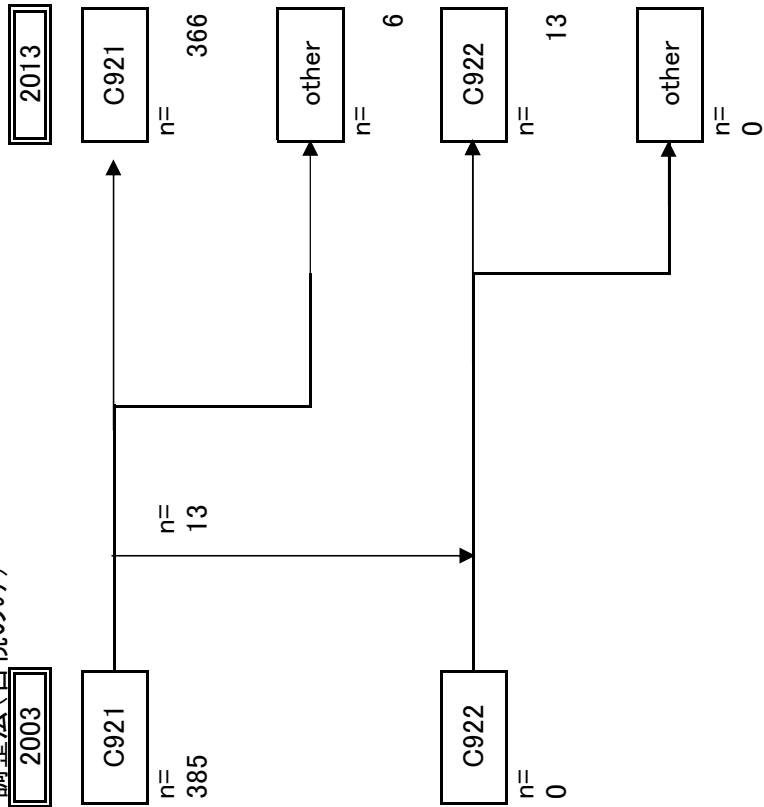 2003 2013
C921 C921
n= n= n=
385 13 366
other
n=
6
C922 C922
n= n=
0 13
other
n=
0